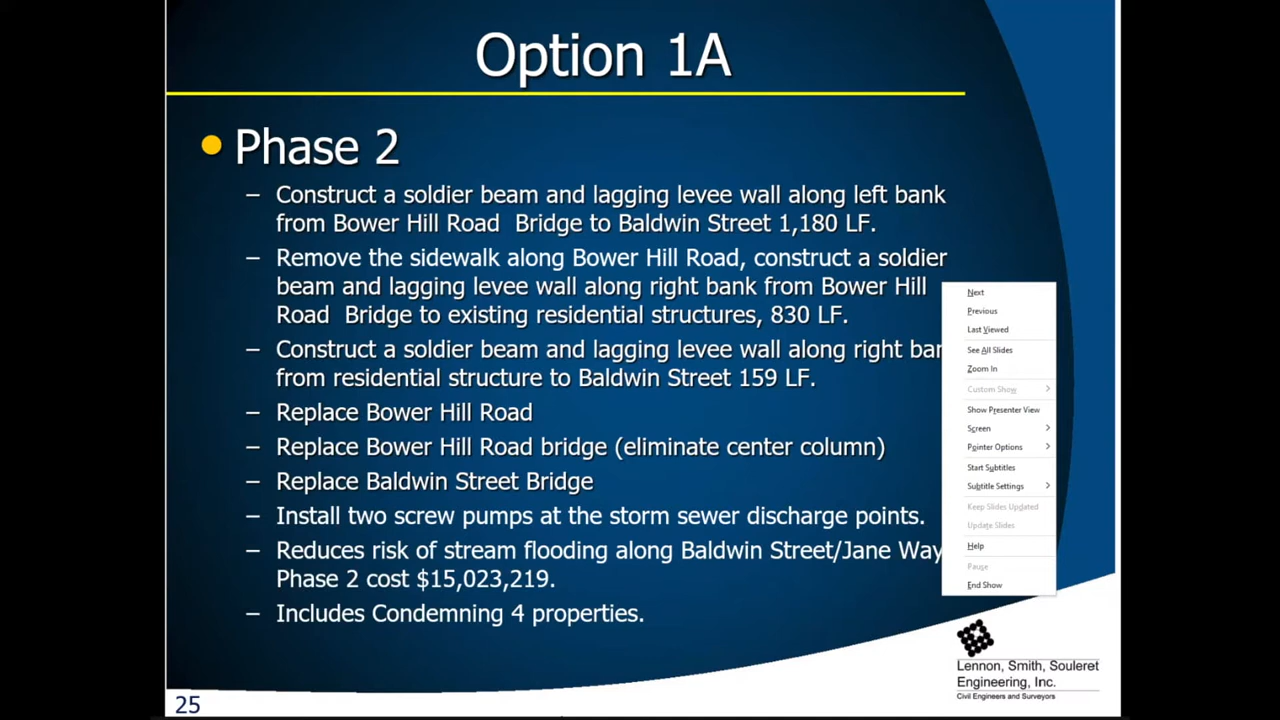 Option 1A
• Phase 2
– Construct a soldier beam and lagging levee wall along left bank
from Bower Hill Road Bridge to Baldwin Street 1,180 LF.
– Remove the sidewalk along Bower Hill Road, construct a soldier
beam and lagging levee wall along right bank from Bower Hill
Road Bridge to existing residential structures, 830 LF.
– Construct a soldier beam and lagging levee wall along right ban
from residential structure to Baldwin Street 159 LF.
– Replace Bower Hill Road
– Replace Bower Hill Road bridge (eliminate center column)
– Replace Baldwin Street Bridge
– Install two screw pumps at the storm sewer discharge points.
– Reduces risk of stream flooding along Baldwin Street/Jane Way
Phase 2 cost $15,023,219.
– Includes Condemning 4 properties.
Next
Previous
Last Viewed
See All Slides
Zoom In
Custom Show
Show Presenter View
Screen
Pointer Options
Start Subtitles
Subtitle Settings
Keep Slides Updated
Update Slides
Help
Pause
End Show
Lennon, Smith, Souleret
Engineering, Inc.
Civil Engineers and Surveyors
25